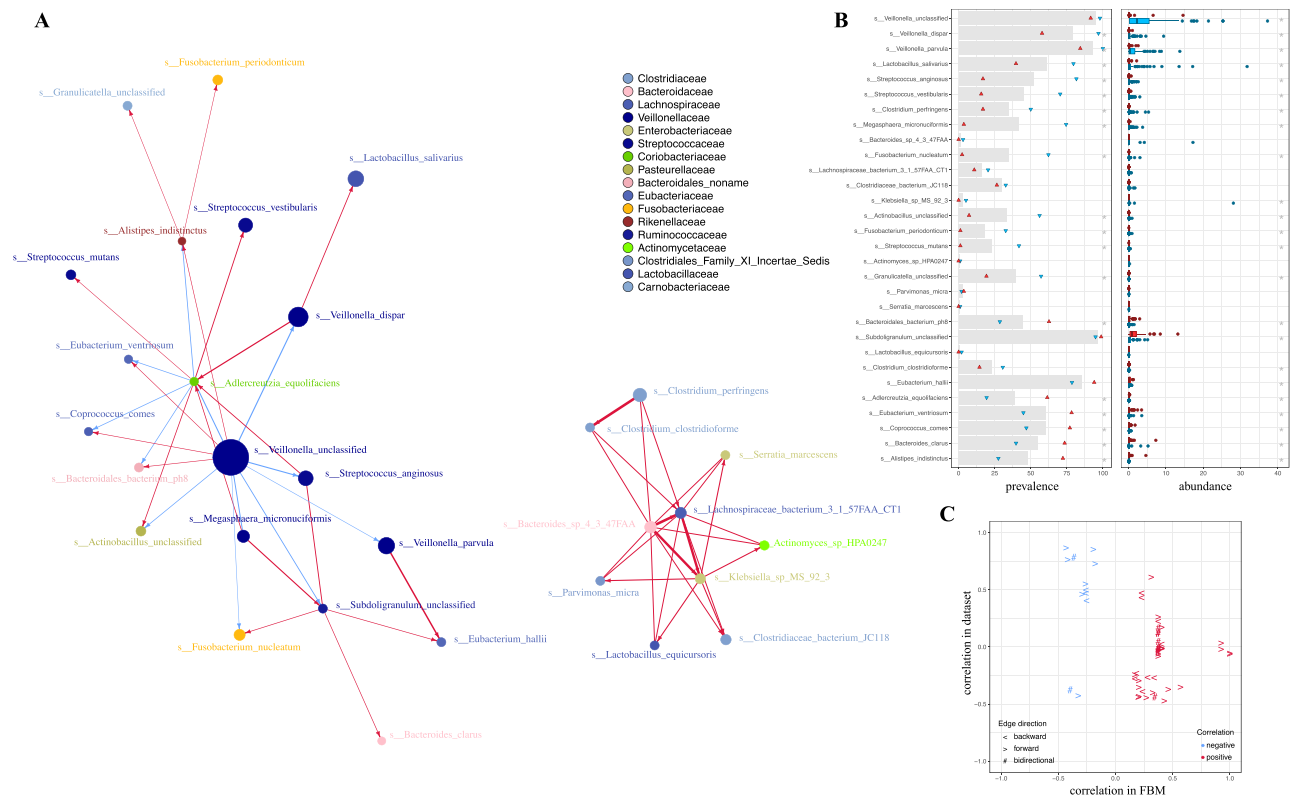 A
s__Fusobacterium_periodonticum
s__Granulicatella_unclassified
s__Lactobacillus_salivarius
s__Streptococcus_vestibularis
s__Alistipes_indistinctus
s__Streptococcus_mutans
s__Veillonella_dispar
s__Eubacterium_ventriosum
s__Adlercreutzia_equolifaciens
s__Coprococcus_comes
s__Veillonella_unclassified
s__Bacteroidales_bacterium_ph8
s__Streptococcus_anginosus
s__Megasphaera_micronuciformis
s__Actinobacillus_unclassified
s__Veillonella_parvula
s__Subdoligranulum_unclassified
s__Fusobacterium_nucleatum
s__Eubacterium_hallii
s__Bacteroides_clarus
Clostridiaceae
Bacteroidaceae
Lachnospiraceae
Veillonellaceae
Enterobacteriaceae
Streptococcaceae
Coriobacteriaceae
Pasteurellaceae
Bacteroidales_noname
Eubacteriaceae
Fusobacteriaceae
Rikenellaceae
Ruminococcaceae
Actinomycetaceae
Clostridiales_Family_XI_Incertae_Sedis
Lactobacillaceae
Carnobacteriaceae
s__Clostridium_perfringens
s__Clostridium_clostridioforme
s__Serratia_marcescens
s__Lachnospiraceae_bacterium_3_1_57FAA_CT1
s__Bacteroides_sp_4_3_47FAA
s__Actinomyces_sp_HPA0247
s__Klebsiella_sp_MS_92_3
s__Parvimonas_micra
s__Clostridiaceae_bacterium_JC118
s__Lactobacillus_equicursoris
B
s__Veillonella_unclassified
s__Veillonella_dispar
s__Veillonella_parvula
s__Lactobacillus_salivarius
s__Streptococcus_anginosus
s__Streptococcus_vestibularis
s__Clostridium_perfringens
s__Megasphaera_micronuciformis
s__Bacteroides_sp_4_3_47FAA
s__Fusobacterium_nucleatum
s__Lachnospiraceae_bacterium_3_1_57FAA_CT1
s__Clostridiaceae_bacterium_JC118
s__Klebsiella_sp_MS_92_3
s__Actinobacillus_unclassified
s__Fusobacterium_periodonticum
s__Streptococcus_mutans
s__Actinomyces_sp_HPA0247
s__Granulicatella_unclassified
s__Parvimonas_micra
s__Serratia_marcescens
s__Bacteroidales_bacterium_ph8
s__Subdoligranulum_unclassified
s__Lactobacillus_equicursoris
s__Clostridium_clostridioforme
s__Eubacterium_hallii
s__Adlercreutzia_equolifaciens
s__Eubacterium_ventriosum
s__Coprococcus_comes
s__Bacteroides_clarus
s__Alistipes_indistinctus
0 25 50 75 100
prevalence
0 10 20 30 40
abundance
C
correlation in dataset
1.0
0.5
0.0
−0.5
−1.0
Edge direction
< backward
> forward
# bidirectional
Correlation
negative
positive
−1.0 −0.5 0.0 0.5 1.0
correlation in FBM